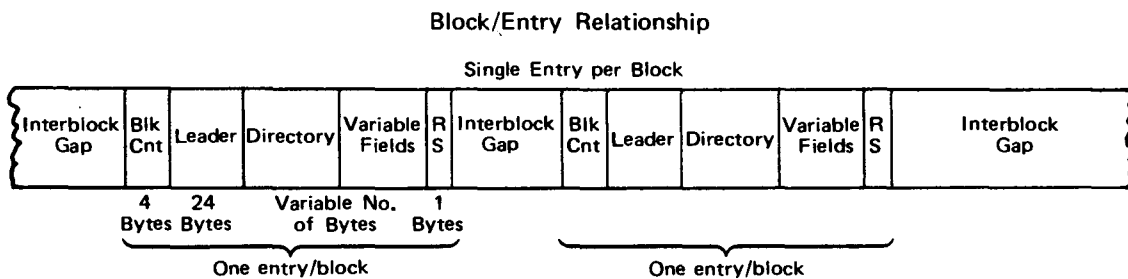 Block/Entry Relationship
Single Entry per Block
Interblock Gap Blk Cnt Leader Directory Variable Fields R S Interblock Gap Blk Cnt Leader Directory Variable Fields R S Interblock Gap
4 Bytes 24 Bytes Variable No. of Bytes 1 Bytes
One entry/block One entry/block